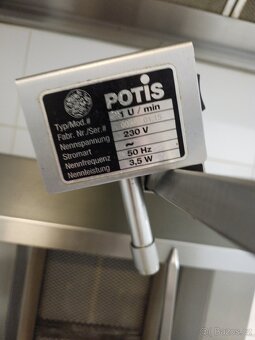 POTIS
Typ/Mod.# 1 U / min
Fabr. Nr./Ser.#
Nennspannung 230 V
Stromart ~
Nennfrequenz 50 Hz
Nennleistung 3,5 W